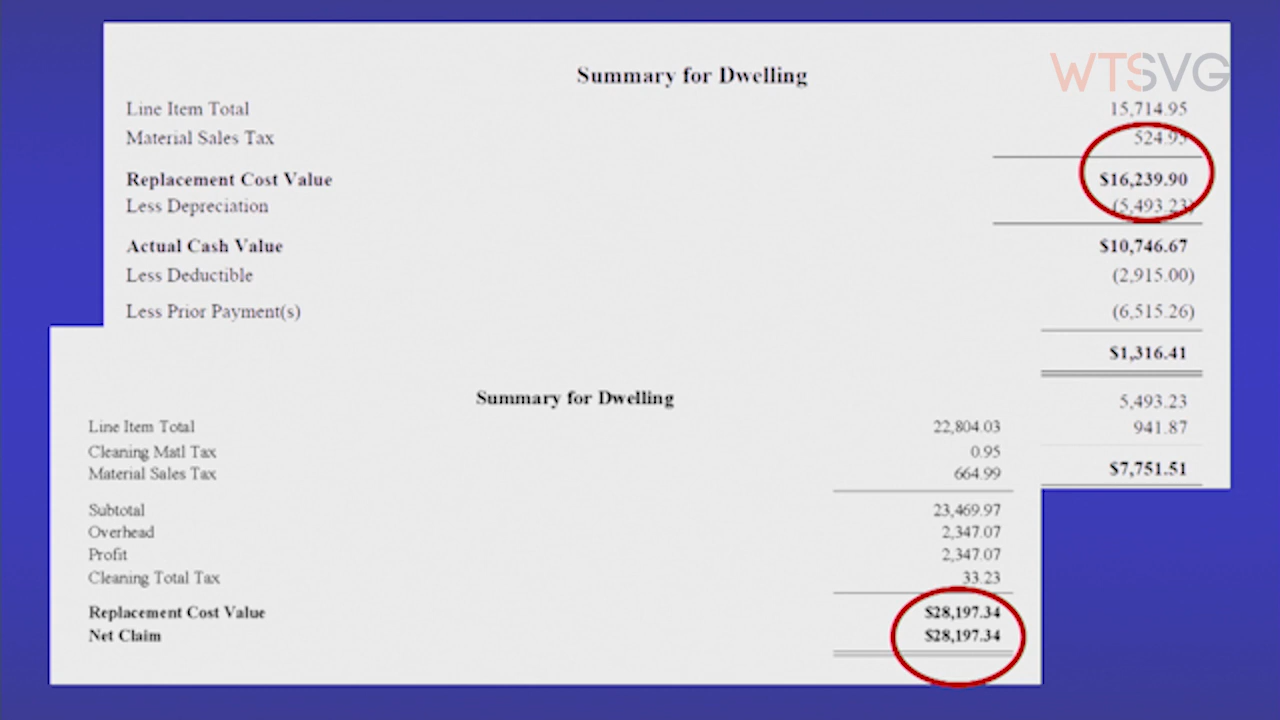 WTSVG
Summary for Dwelling
Line Item Total 15,714.95
Material Sales Tax 524.95
Replacement Cost Value $16,239.90
Less Depreciation (5,493.23)
Actual Cash Value $10,746.67
Less Deductible (2,915.00)
Less Prior Payment(s) (6,515.26)
$1,316.41
5,493.23
941.87
$7,751.51
Summary for Dwelling
Line Item Total 22,804.03
Cleaning Matl Tax 0.95
Material Sales Tax 664.99
Subtotal 23,469.97
Overhead 2,347.07
Profit 2,347.07
Cleaning Total Tax 33.23
Replacement Cost Value $28,197.34
Net Claim $28,197.34